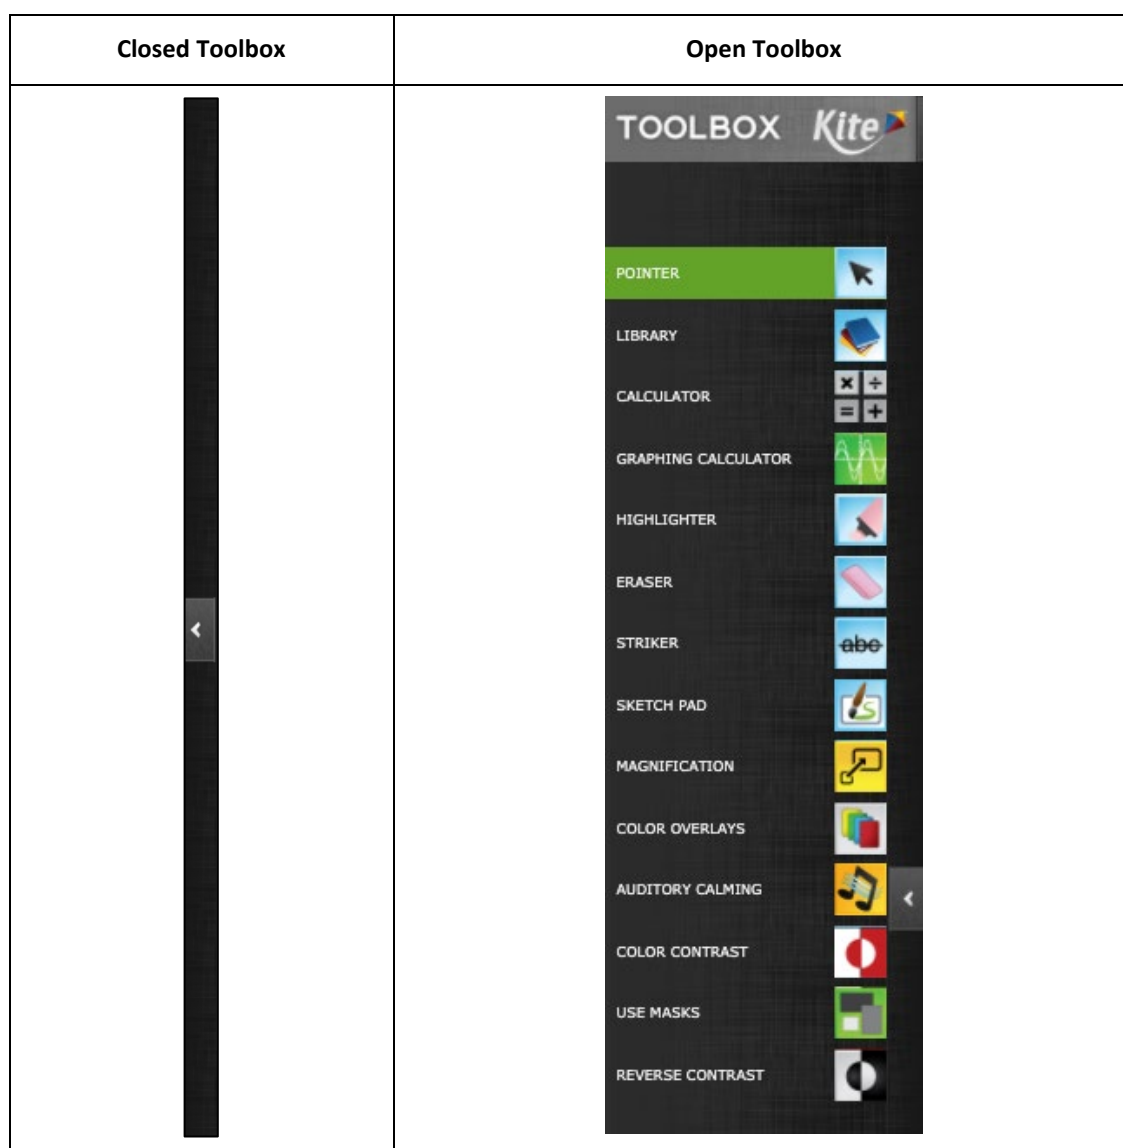 Closed Toolbox
Open Toolbox
TOOLBOX Kite
POINTER
LIBRARY
CALCULATOR
× ÷
= +
GRAPHING CALCULATOR
HIGHLIGHTER
ERASER
STRIKER abc
SKETCH PAD S
MAGNIFICATION
COLOR OVERLAYS
AUDITORY CALMING
COLOR CONTRAST
USE MASKS
REVERSE CONTRAST